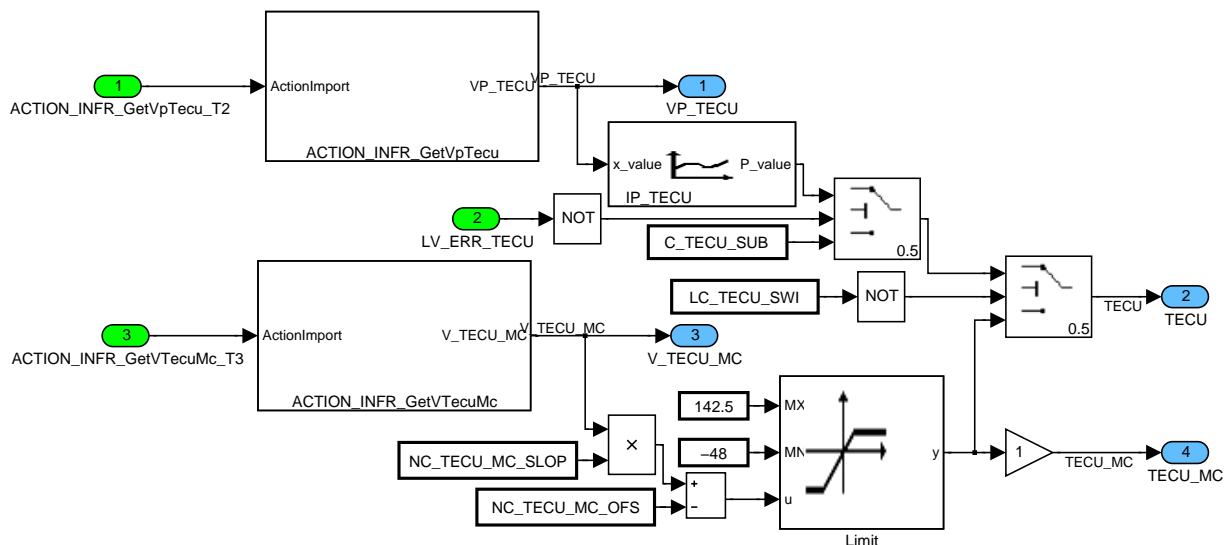 1
ACTION_INFR_GetVpTecu_T2
ActionImport
VP_TECU
ACTION_INFR_GetVpTecu
VP_TECU
1
VP_TECU
x_value
P_value
IP_TECU
2
LV_ERR_TECU
NOT
C_TECU_SUB
0.5
LC_TECU_SWI
NOT
0.5
TECU
2
TECU
3
ACTION_INFR_GetVTecuMc_T3
ActionImport
V_TECU_MC
ACTION_INFR_GetVTecuMc
V_TECU_MC
3
V_TECU_MC
142.5
MX
−48
MN
u
y
Limit
NC_TECU_MC_SLOP
×
NC_TECU_MC_OFS
+
−
1
TECU_MC
4
TECU_MC